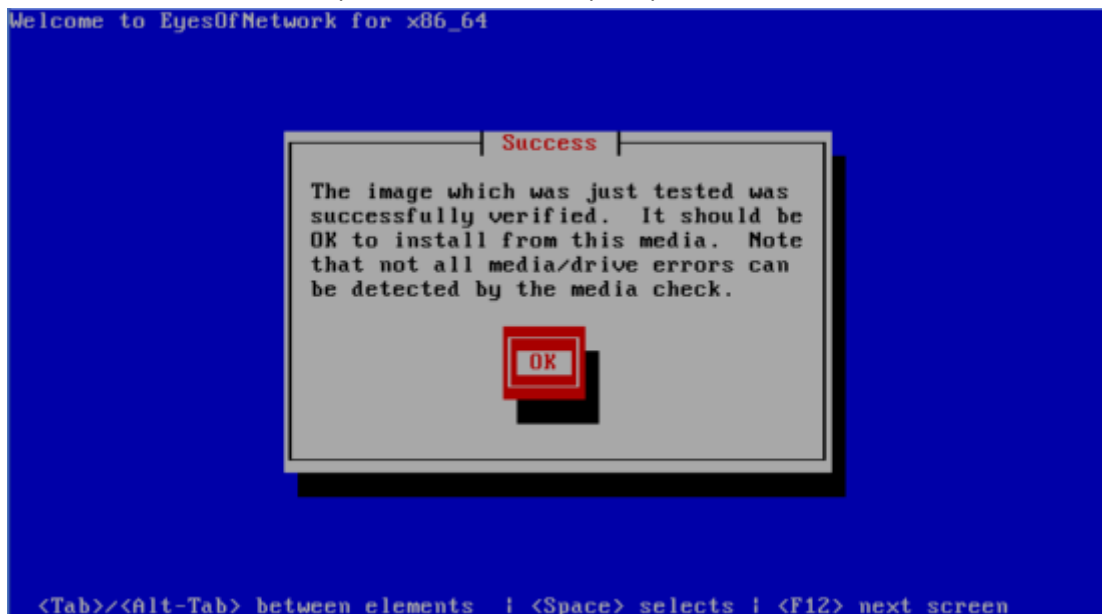 Welcome to EyesOfNetwork for x86_64
Success
The image which was just tested was
successfully verified.  It should be
OK to install from this media.  Note
that not all media/drive errors can
be detected by the media check.
OK
<Tab>/<Alt-Tab> between elements  | <Space> selects | <F12> next screen